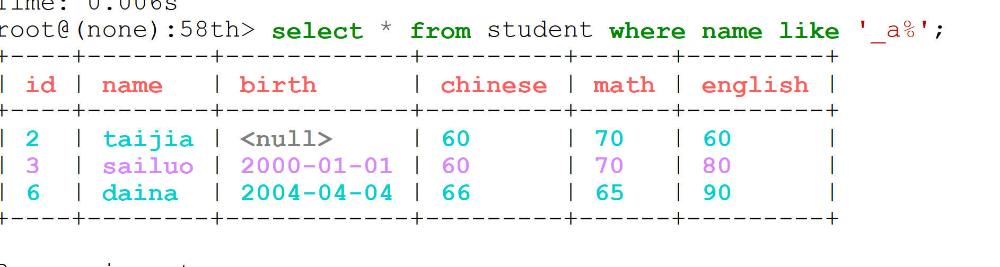 Time: 0.006s
root@(none):58th> select * from student where name like '_a%';
+----+--------+------------+---------+------+---------+
| id | name   | birth      | chinese | math | english |
+----+--------+------------+---------+------+---------+
| 2  | taijia | <null>     | 60      | 70   | 60      |
| 3  | sailuo | 2000-01-01 | 60      | 70   | 80      |
| 6  | daina  | 2004-04-04 | 66      | 65   | 90      |
+----+--------+------------+---------+------+---------+